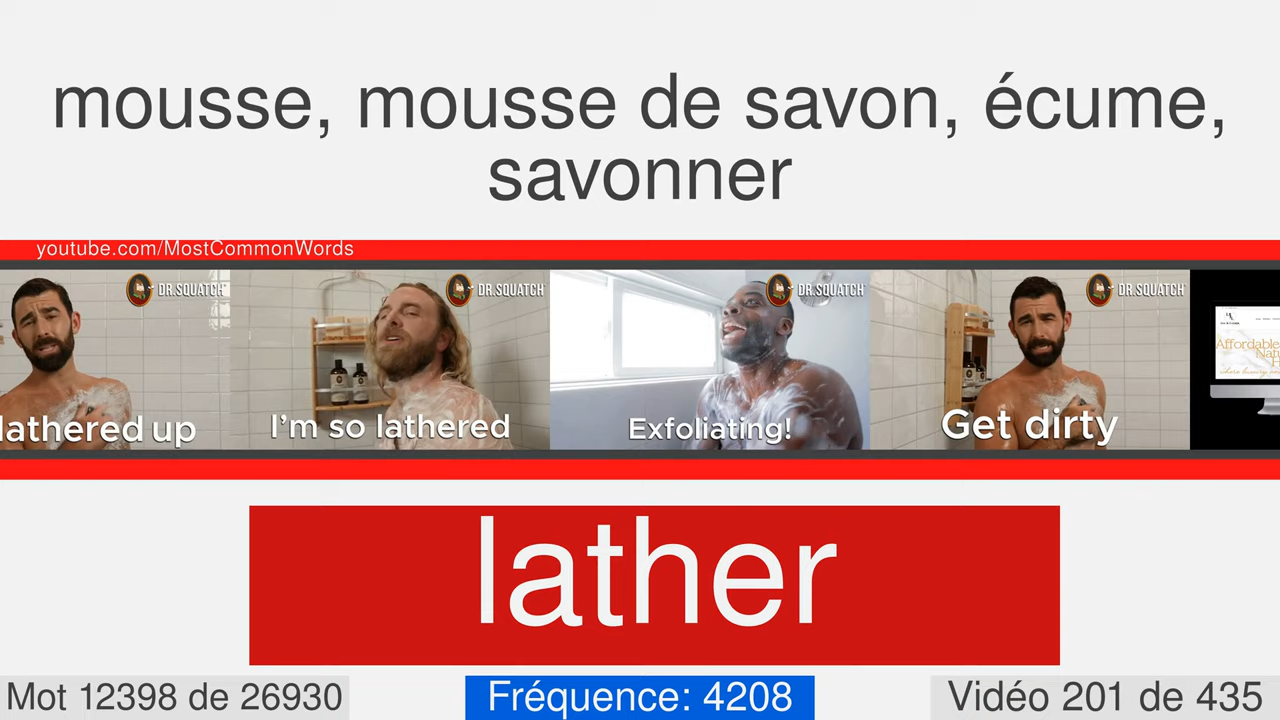 mousse, mousse de savon, écume,
savonner
youtube.com/MostCommonWords
DR.SQUATCH
DR.SQUATCH
DR.SQUATCH
DR.SQUATCH
lathered up
I'm so lathered
Exfoliating!
Get dirty
Affordable
lather
Mot 12398 de 26930
Fréquence: 4208
Vidéo 201 de 435